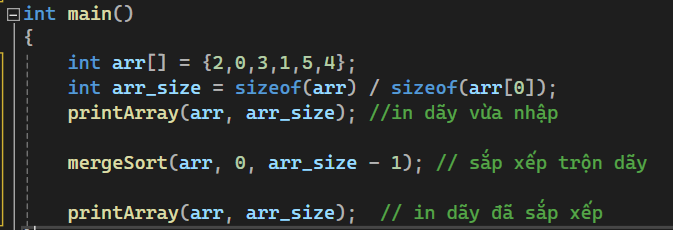 int main()
{
int arr[] = {2,0,3,1,5,4};
int arr_size = sizeof(arr) / sizeof(arr[0]);
printArray(arr, arr_size); //in dãy vừa nhập
mergeSort(arr, 0, arr_size - 1); // sắp xếp trộn dãy
printArray(arr, arr_size);  // in dãy đã sắp xếp